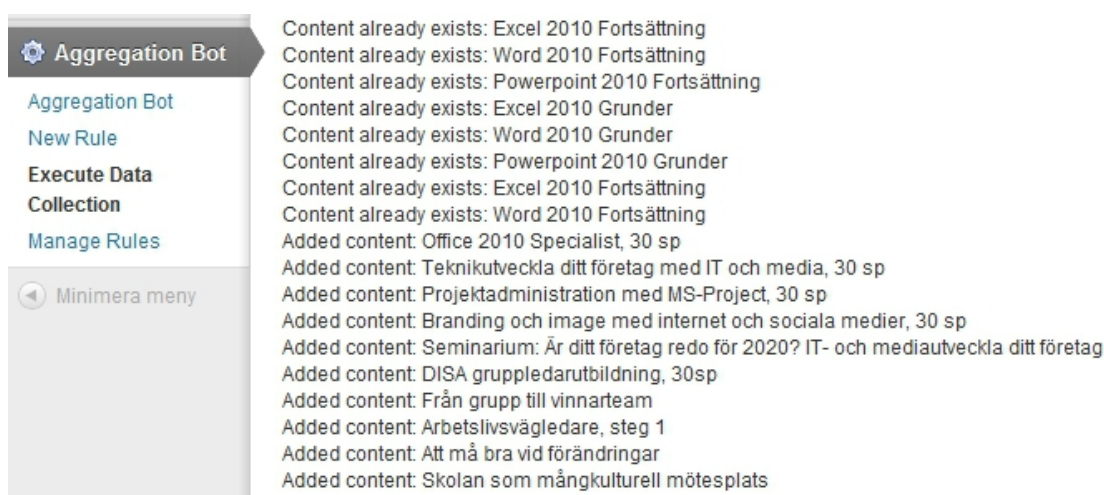 Aggregation Bot
Aggregation Bot
New Rule
Execute Data
Collection
Manage Rules
Minimera meny
Content already exists: Excel 2010 Fortsättning
Content already exists: Word 2010 Fortsättning
Content already exists: Powerpoint 2010 Fortsättning
Content already exists: Excel 2010 Grunder
Content already exists: Word 2010 Grunder
Content already exists: Powerpoint 2010 Grunder
Content already exists: Excel 2010 Fortsättning
Content already exists: Word 2010 Fortsättning
Added content: Office 2010 Specialist, 30 sp
Added content: Teknikutveckla ditt företag med IT och media, 30 sp
Added content: Projektadministration med MS-Project, 30 sp
Added content: Branding och image med internet och sociala medier, 30 sp
Added content: Seminarium: Är ditt företag redo för 2020? IT- och mediautveckla ditt företag
Added content: DISA gruppledarutbildning, 30sp
Added content: Från grupp till vinnarteam
Added content: Arbetslivsvägledare, steg 1
Added content: Att må bra vid förändringar
Added content: Skolan som mångkulturell mötesplats